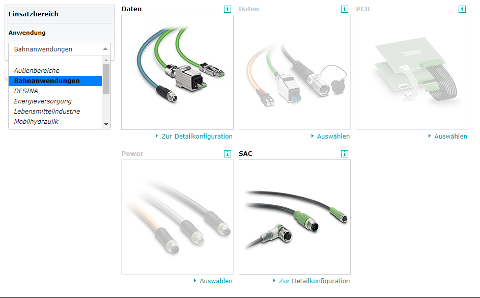 Einsatzbereich
Anwendung
Bahnanwendungen
Außenbereiche
Bahnanwendungen
DESINA
Energieversorgung
Lebensmittelindustrie
Mobilhydraulik
Daten
Zur Detailkonfiguration
Daten
Auswählen
PCB
Auswählen
Power
Auswählen
SAC
Zur Detailkonfiguration